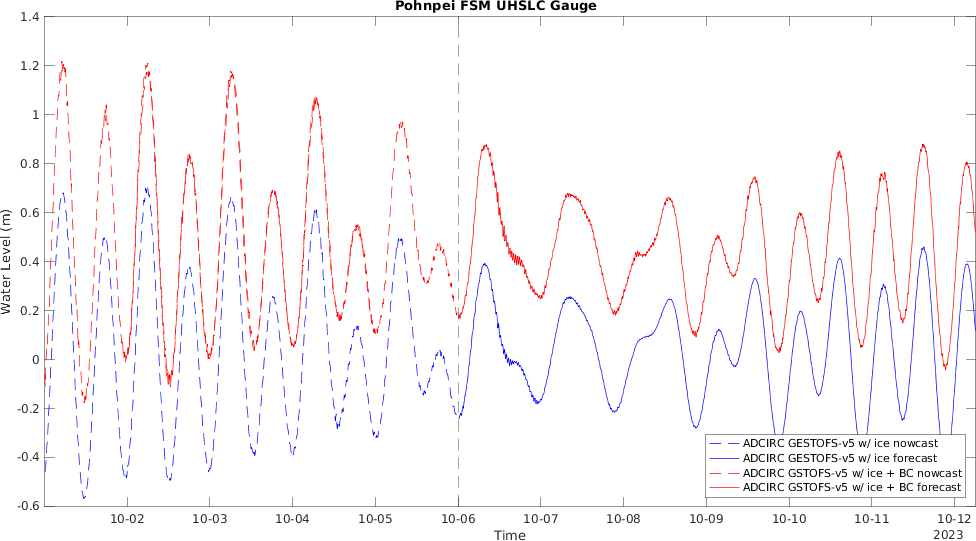 Pohnpei FSM UHSLC Gauge
1.4
1.2
1
0.8
0.6
0.4
0.2
0
-0.2
-0.4
-0.6
Water Level (m)
ADCIRC GESTOFS-v5 w/ ice nowcast
ADCIRC GESTOFS-v5 w/ ice forecast
ADCIRC GSTOFS-v5 w/ ice + BC nowcast
ADCIRC GSTOFS-v5 w/ ice + BC forecast
10-02 10-03 10-04 10-05 10-06 10-07 10-08 10-09 10-10 10-11 10-12
Time
2023